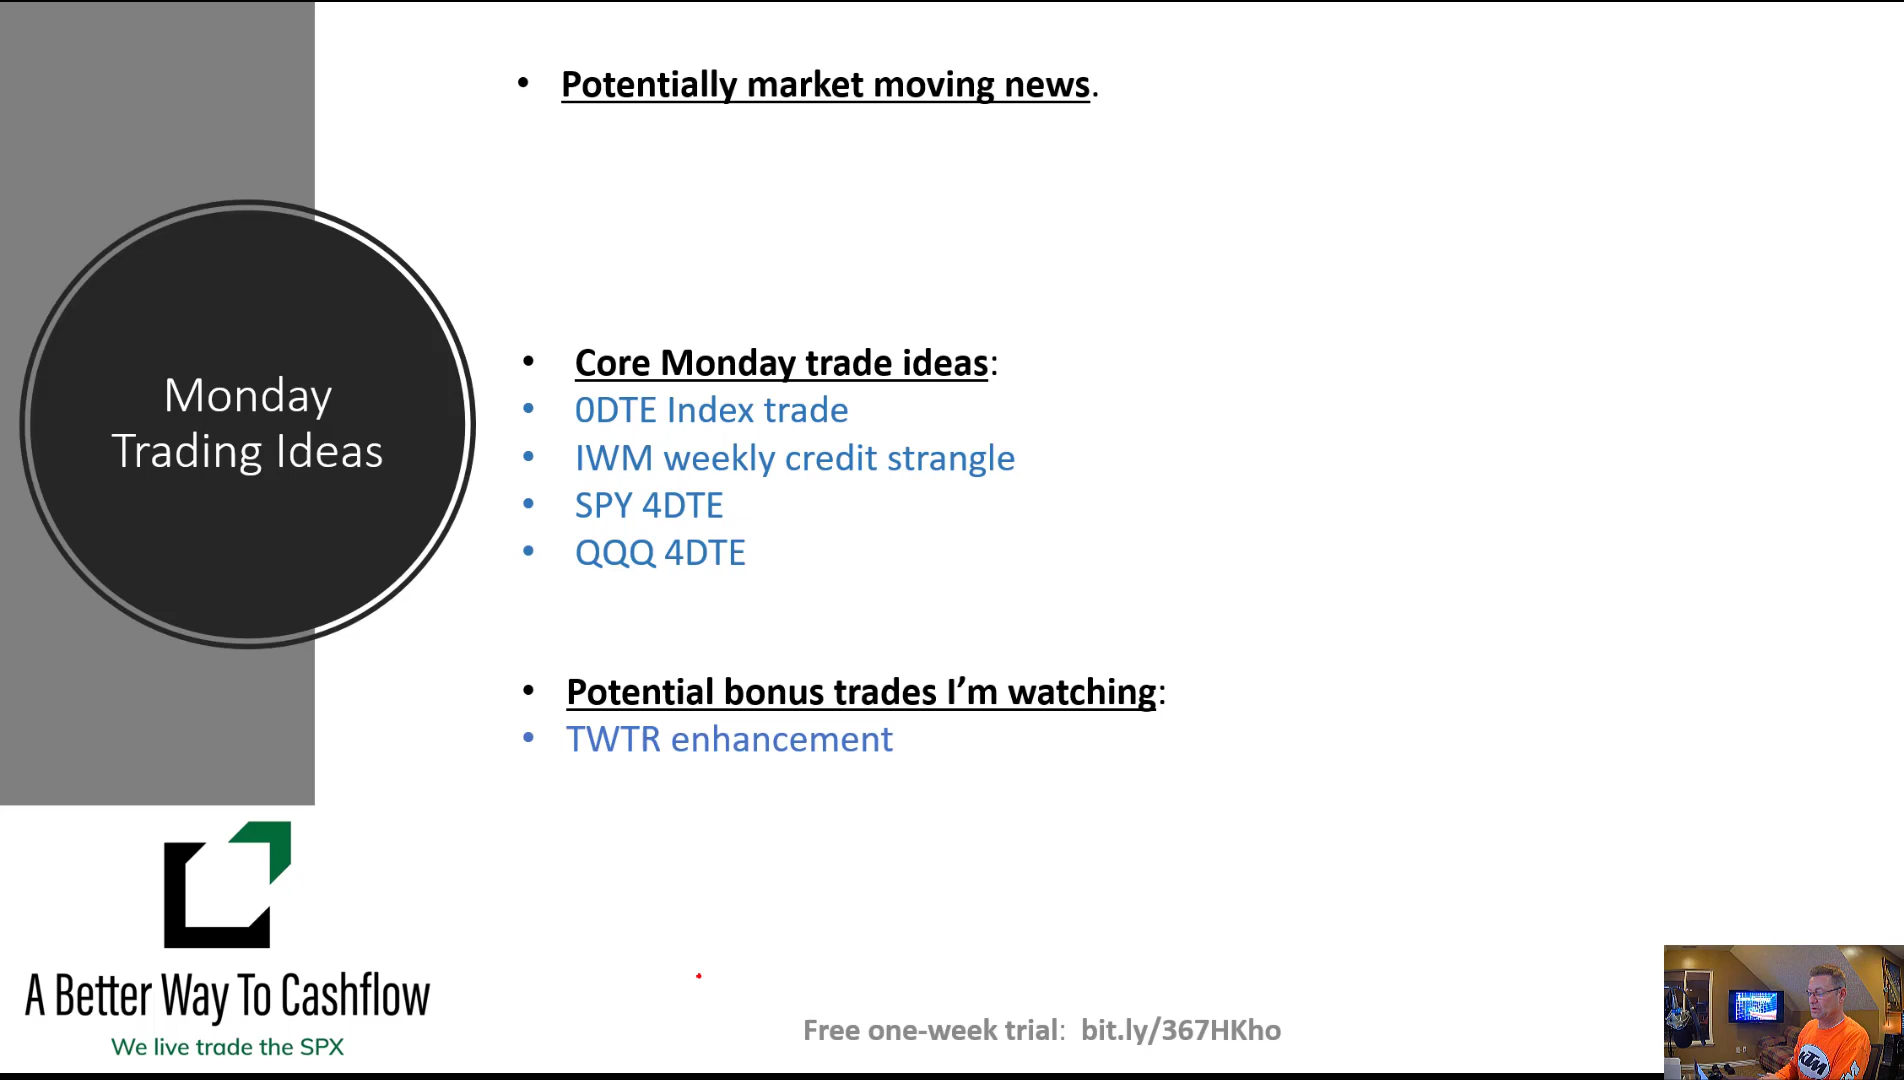 Potentially market moving news.
Monday
Trading Ideas
Core Monday trade ideas:
0DTE Index trade
IWM weekly credit strangle
SPY 4DTE
QQQ 4DTE
Potential bonus trades I’m watching:
TWTR enhancement
A Better Way To Cashflow
We live trade the SPX
Free one-week trial: bit.ly/367HKho
KTM